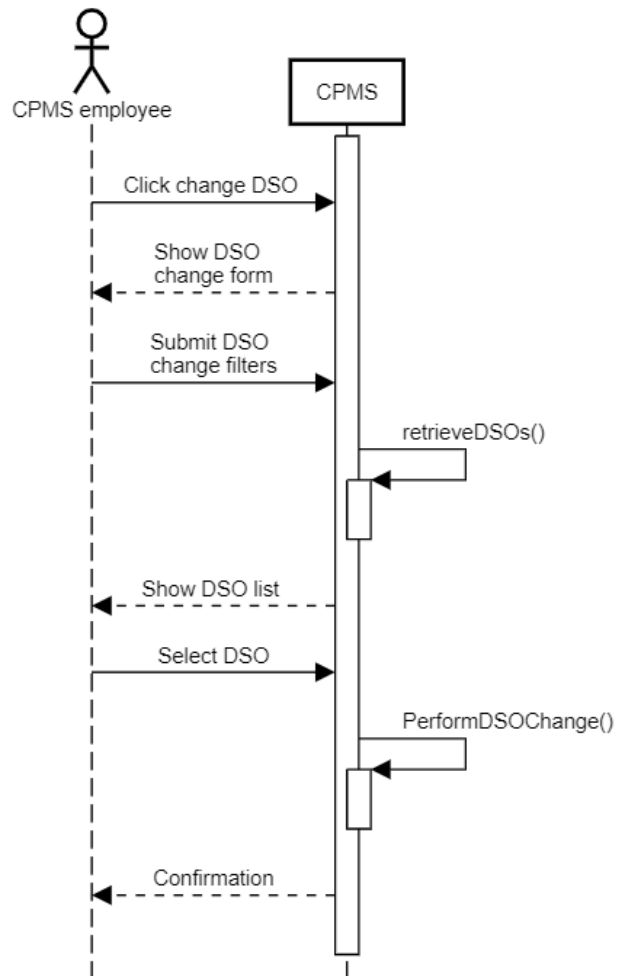 CPMS employee
CPMS
Click change DSO
Show DSO
change form
Submit DSO
change filters
retrieveDSOs()
Show DSO list
Select DSO
PerformDSOChange()
Confirmation